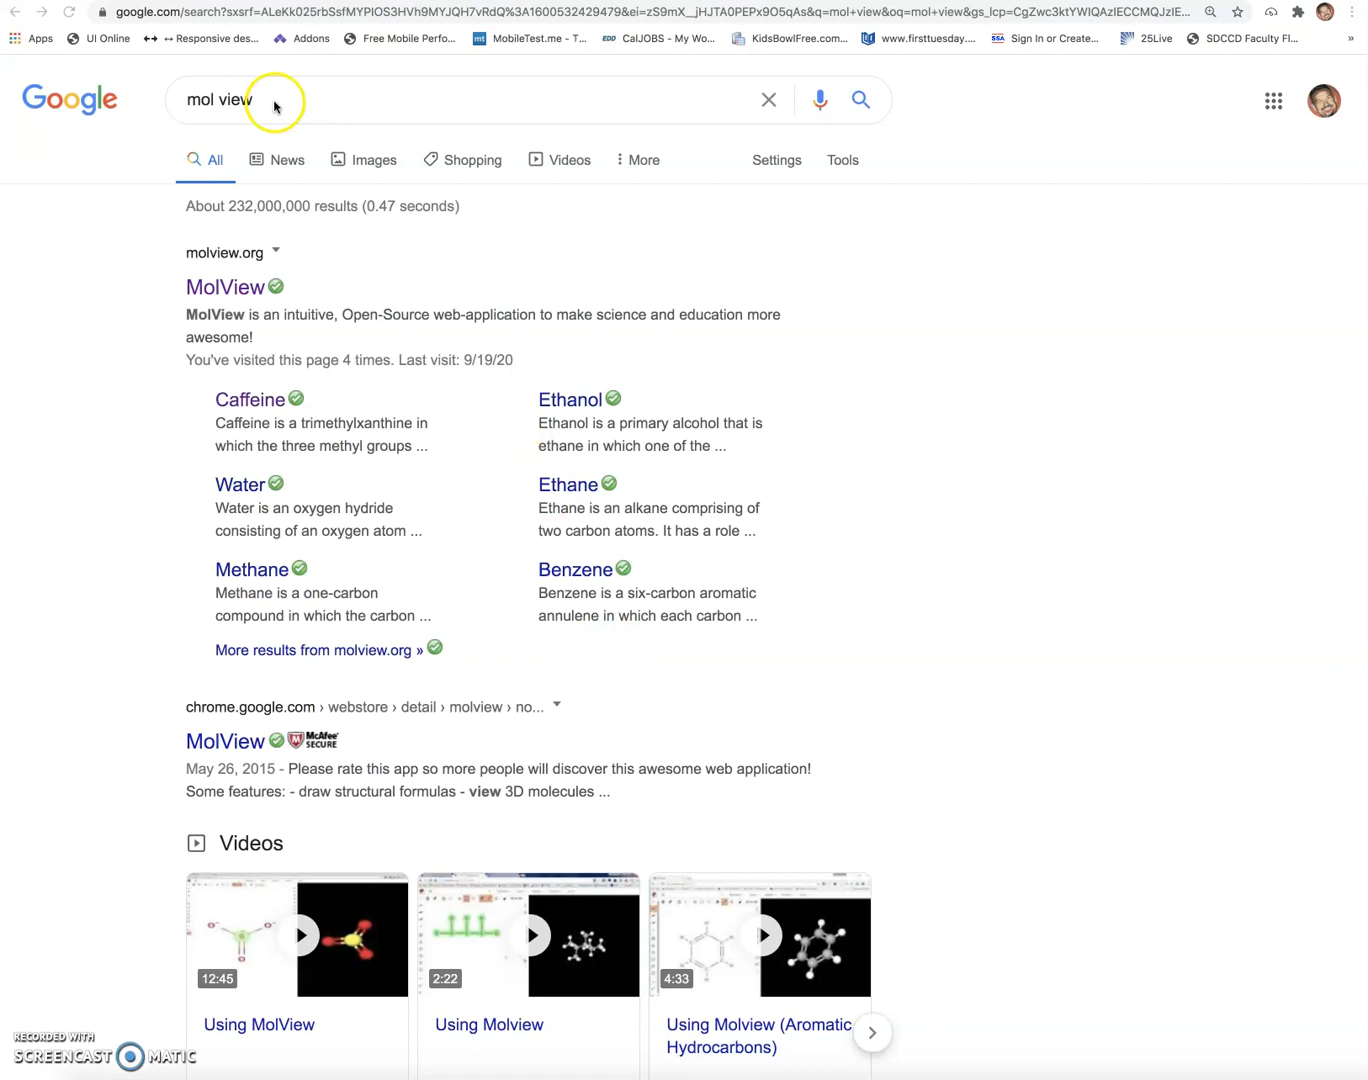 google.com/search?sxsrf=ALeKk025rbSsfMYPIOS3HVh9MYJQH7vRdQ%3A1600532429479&ei=zS9mX__jHJTA0PEPx9O5qAs&q=mol+view&oq=mol+view&gs_lcp=CgZwc3ktYWIQAzIECCMQJzIE...
Apps UI Online ↔ Responsive des... Addons Free Mobile Perfo... mt MobileTest.me - T... EDD CalJOBS - My Wo... KidsBowlFree.com... www.firsttuesday.... SSA Sign In or Create... 25Live SDCCD Faculty Fl... »
Google
mol view
All News Images Shopping Videos More Settings Tools
About 232,000,000 results (0.47 seconds)
molview.org
MolView
MolView is an intuitive, Open-Source web-application to make science and education more
awesome!
You've visited this page 4 times. Last visit: 9/19/20
Caffeine
Caffeine is a trimethylxanthine in
which the three methyl groups ...
Ethanol
Ethanol is a primary alcohol that is
ethane in which one of the ...
Water
Water is an oxygen hydride
consisting of an oxygen atom ...
Ethane
Ethane is an alkane comprising of
two carbon atoms. It has a role ...
Methane
Methane is a one-carbon
compound in which the carbon ...
Benzene
Benzene is a six-carbon aromatic
annulene in which each carbon ...
More results from molview.org »
chrome.google.com › webstore › detail › molview › no...
MolView McAfee SECURE
May 26, 2015 - Please rate this app so more people will discover this awesome web application!
Some features: - draw structural formulas - view 3D molecules ...
Videos
12:45
2:22
4:33
Using MolView
Using Molview
Using Molview (Aromatic
Hydrocarbons)
RECORDED WITH
SCREENCAST MATIC